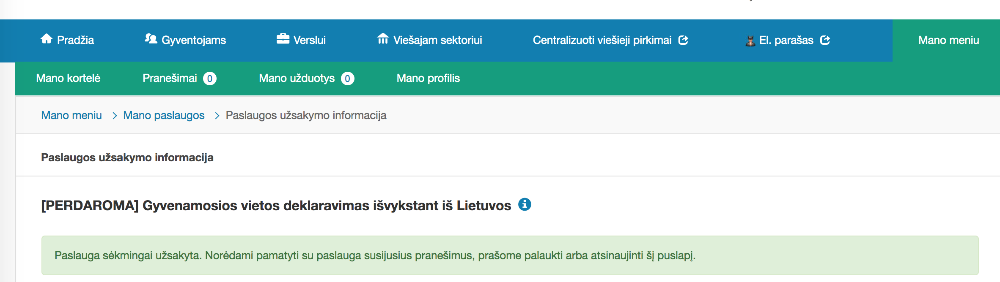 Pradžia Gyventojams Verslui Viešajam sektoriui Centralizuoti viešieji pirkimai El. parašas Mano meniu
Mano kortelė Pranešimai 0 Mano užduotys 0 Mano profilis
Mano meniu > Mano paslaugos > Paslaugos užsakymo informacija
Paslaugos užsakymo informacija
[PERDAROMA] Gyvenamosios vietos deklaravimas išvykstant iš Lietuvos
Paslauga sėkmingai užsakyta. Norėdami pamatyti su paslauga susijusius pranešimus, prašome palaukti arba atsinaujinti šį puslapį.